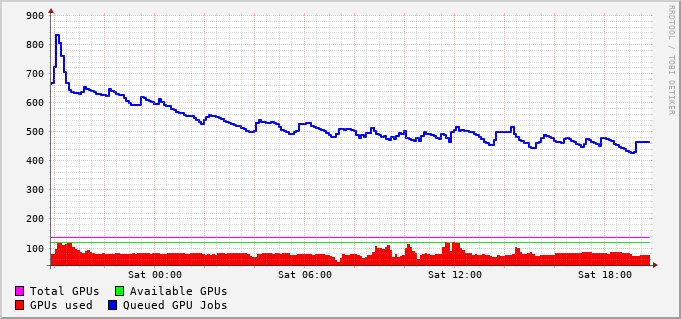 900
800
700
600
500
400
300
200
100
Sat 00:00 Sat 06:00 Sat 12:00 Sat 18:00
Total GPUs Available GPUs
GPUs used Queued GPU Jobs
RRDTOOL / TOBI OETIKER